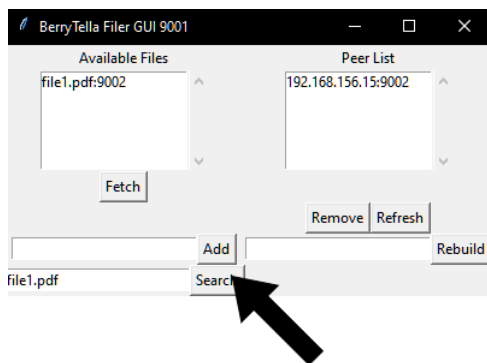 BerryTella Filer GUI 9001
Available Files
Peer List
file1.pdf:9002
192.168.156.15:9002
Fetch
Remove Refresh
Add
Rebuild
file1.pdf
Search